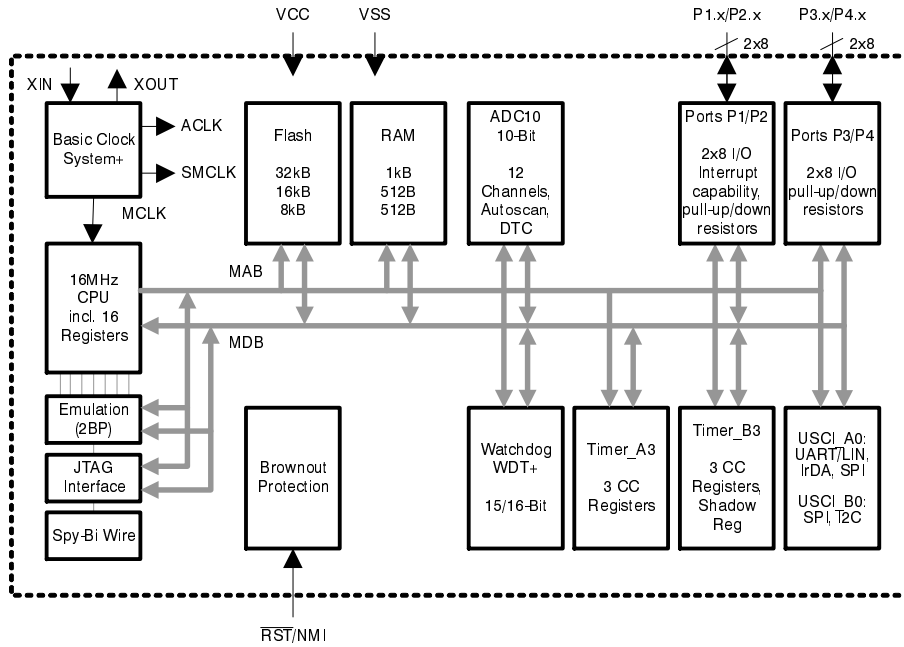 VCC
VSS
P1.x/P2.x
2x8
P3.x/P4.x
2x8
XIN
XOUT
Basic Clock
System+
ACLK
SMCLK
MCLK
Flash
32kB
16kB
8kB
RAM
1kB
512B
512B
ADC10
10-Bit
12
Channels,
Autoscan,
DTC
Ports P1/P2
2x8 I/O
Interrupt
capability,
pull-up/down
resistors
Ports P3/P4
2x8 I/O
pull-up/down
resistors
16MHz
CPU
incl. 16
Registers
MAB
MDB
Emulation
(2BP)
JTAG
Interface
Spy-Bi Wire
Brownout
Protection
Watchdog
WDT+
15/16-Bit
Timer_A3
3 CC
Registers
Timer_B3
3 CC
Registers,
Shadow
Reg
USCI_A0:
UART/LIN,
IrDA, SPI
USCI_B0:
SPI, I2C
RST/NMI